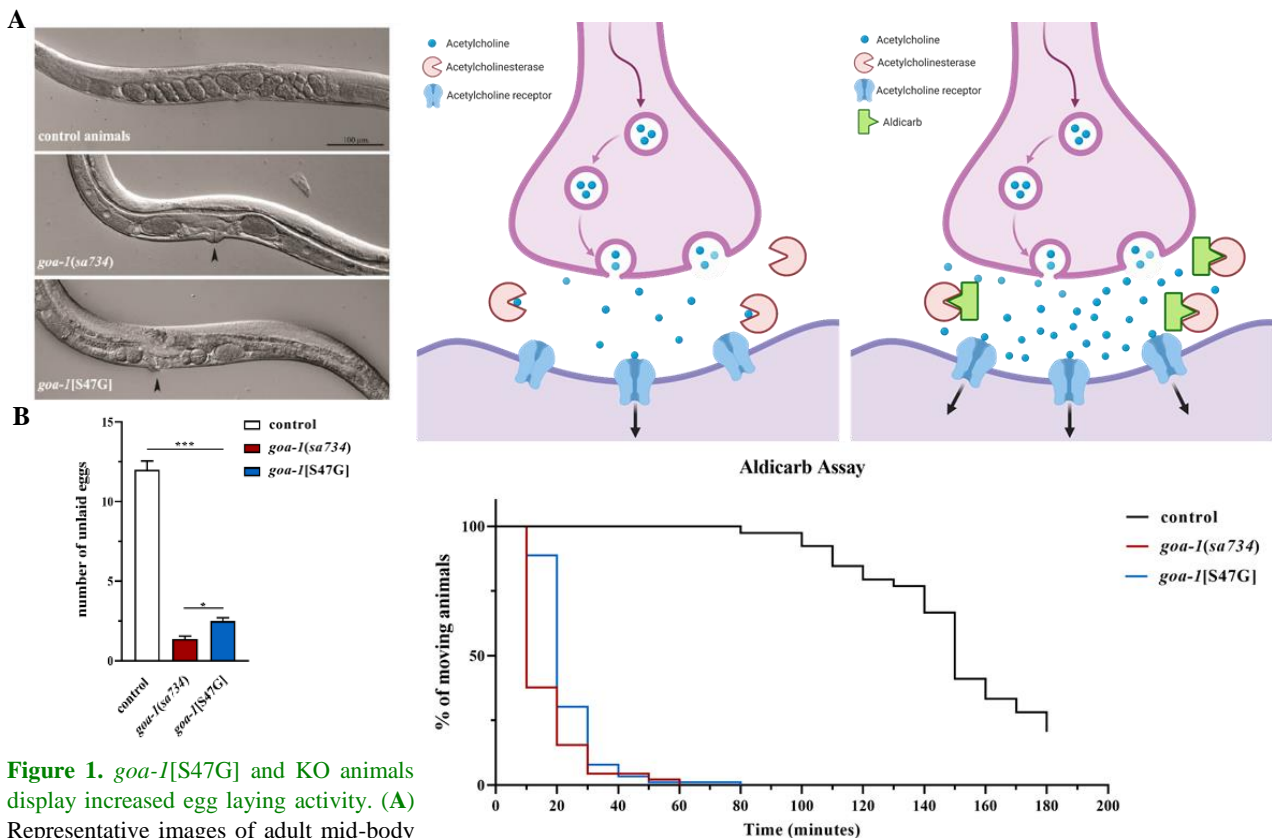 A
control animals
100 µm
goa-1(sa734)
goa-1[S47G]
Acetylcholine
Acetylcholinesterase
Acetylcholine receptor
Acetylcholine
Acetylcholinesterase
Acetylcholine receptor
Aldicarb
B
15
10
5
0
number of unlaid eggs
***
*
control
goa-1(sa734)
goa-1[S47G]
control
goa-1(sa734)
goa-1[S47G]
Aldicarb Assay
100
50
0
% of moving animals
0 20 40 60 80 100 120 140 160 180 200
Time (minutes)
control
goa-1(sa734)
goa-1[S47G]
Figure 1. goa-1[S47G] and KO animals
display increased egg laying activity. (A)
Representative images of adult mid-body